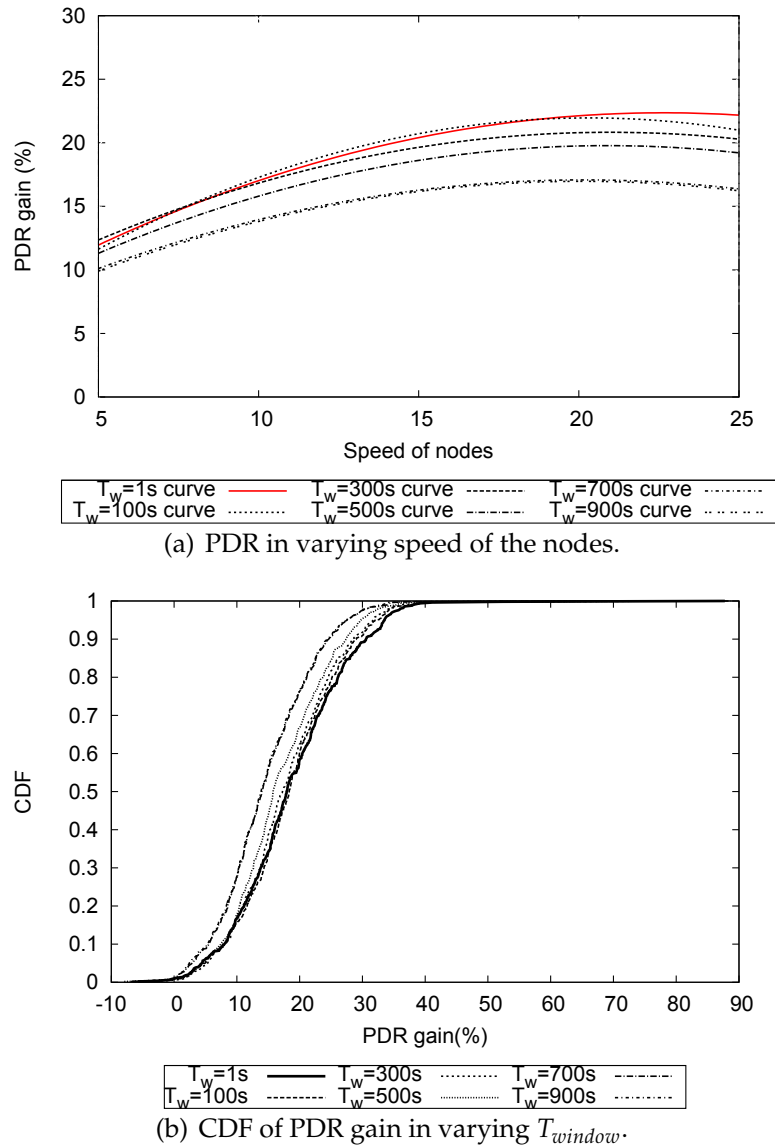 30
25
20
15
10
5
0
PDR gain (%)
5 10 15 20 25
Speed of nodes
T_w=1s curve T_w=300s curve T_w=700s curve
T_w=100s curve T_w=500s curve T_w=900s curve
(a) PDR in varying speed of the nodes.
1
0.9
0.8
0.7
0.6
0.5
0.4
0.3
0.2
0.1
0
CDF
-10 0 10 20 30 40 50 60 70 80 90
PDR gain(%)
T_w=1s T_w=300s T_w=700s
T_w=100s T_w=500s T_w=900s
(b) CDF of PDR gain in varying T_window.